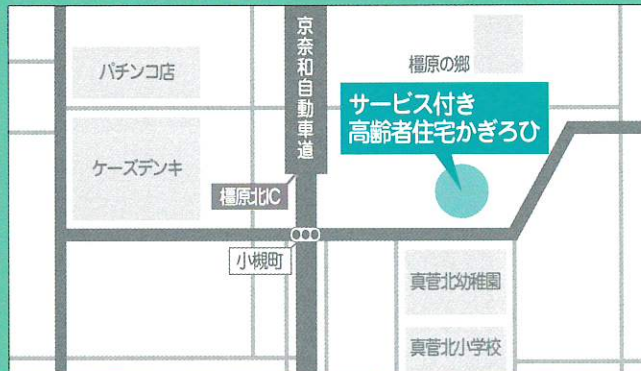 京奈和自動車道
パチンコ店
橿原の郷
サービス付き
高齢者住宅かぎろひ
ケーズデンキ
橿原北IC
小槻町
真菅北幼稚園
真菅北小学校